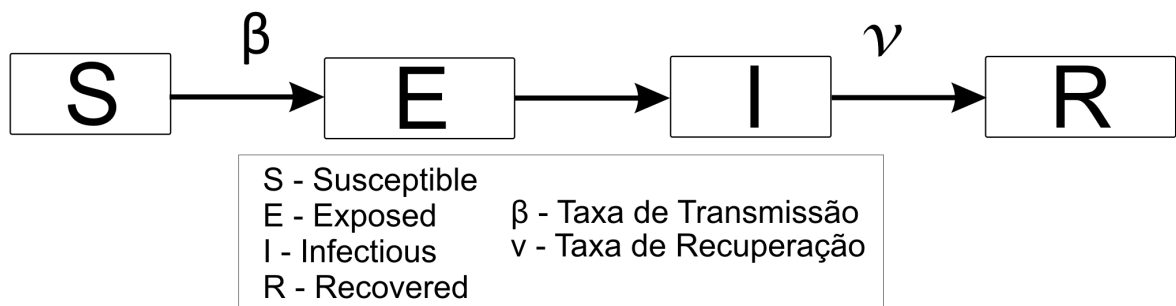 β
ν
S
E
I
R
S - Susceptible
E - Exposed
I - Infectious
R - Recovered
β - Taxa de Transmissão
ν - Taxa de Recuperação